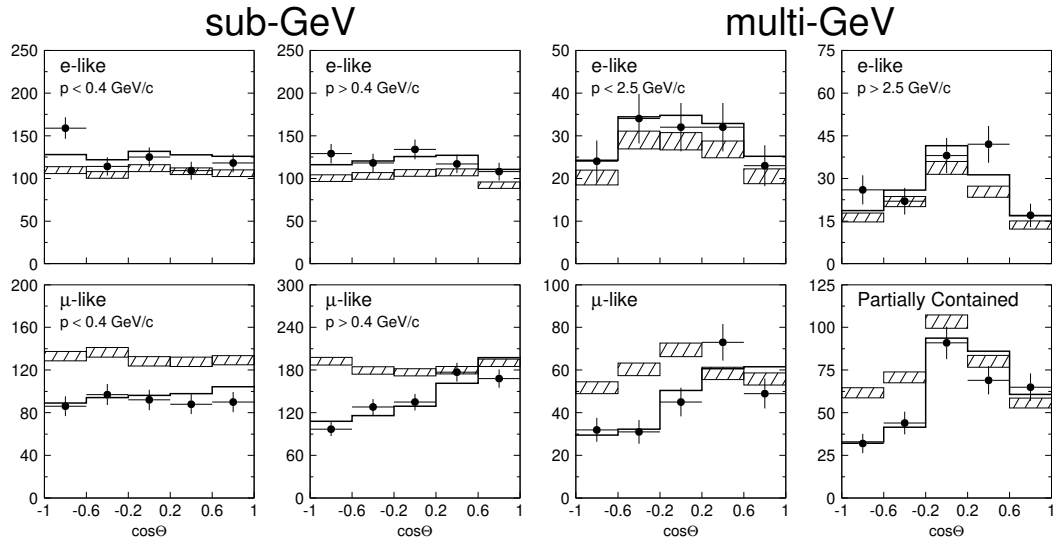 sub-GeV multi-GeV
250
200
150
100
50
0
e-like
p < 0.4 GeV/c
250
200
150
100
50
0
e-like
p > 0.4 GeV/c
50
40
30
20
10
0
e-like
p < 2.5 GeV/c
75
60
45
30
15
0
e-like
p > 2.5 GeV/c
200
160
120
80
40
0
μ-like
p < 0.4 GeV/c
-1 -0.6 -0.2 0.2 0.6 1
cosΘ
300
240
180
120
60
0
μ-like
p > 0.4 GeV/c
-1 -0.6 -0.2 0.2 0.6 1
cosΘ
100
80
60
40
20
0
μ-like
-1 -0.6 -0.2 0.2 0.6 1
cosΘ
125
100
75
50
25
0
Partially Contained
-1 -0.6 -0.2 0.2 0.6 1
cosΘ